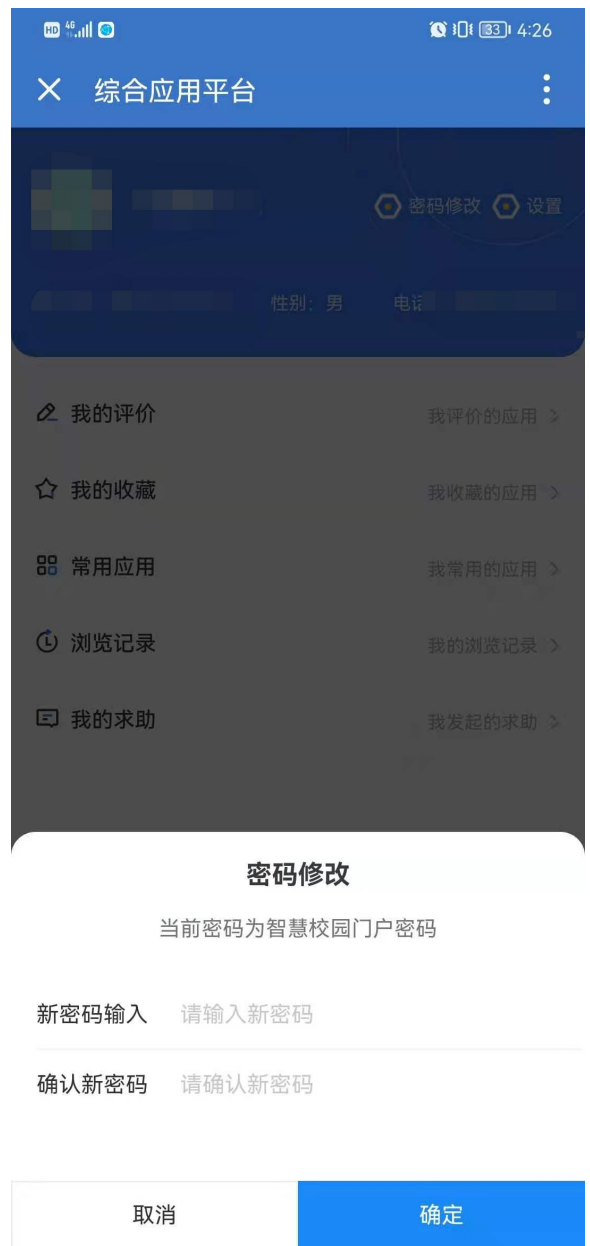 HD 4G 33 4:26
综合应用平台
密码修改 设置
性别：男 电话
我的评价 我评价的应用
我的收藏 我收藏的应用
常用应用 我常用的应用
浏览记录 我的浏览记录
我的求助 我发起的求助
密码修改
当前密码为智慧校园门户密码
新密码输入 请输入新密码
确认新密码 请确认新密码
取消 确定